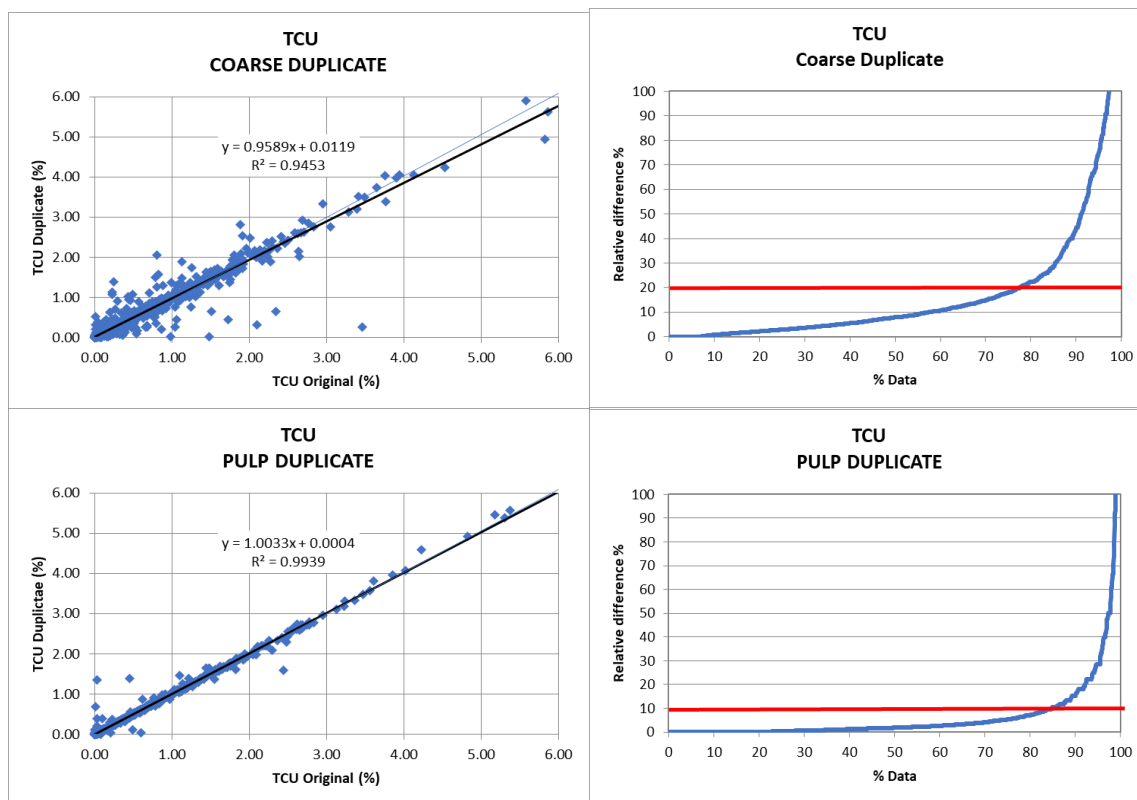 TCU
COARSE DUPLICATE
TCU Duplicate (%)
6.00
5.00
4.00
3.00
2.00
1.00
0.00
y = 0.9589x + 0.0119
R² = 0.9453
0.00 1.00 2.00 3.00 4.00 5.00 6.00
TCU Original (%)
TCU
Coarse Duplicate
Relative difference %
100
90
80
70
60
50
40
30
20
10
0
0 10 20 30 40 50 60 70 80 90 100
% Data
TCU
PULP DUPLICATE
TCU Duplictae (%)
6.00
5.00
4.00
3.00
2.00
1.00
0.00
y = 1.0033x + 0.0004
R² = 0.9939
0.00 1.00 2.00 3.00 4.00 5.00 6.00
TCU Original (%)
TCU
PULP DUPLICATE
Relative difference %
100
90
80
70
60
50
40
30
20
10
0
0 10 20 30 40 50 60 70 80 90 100
% Data